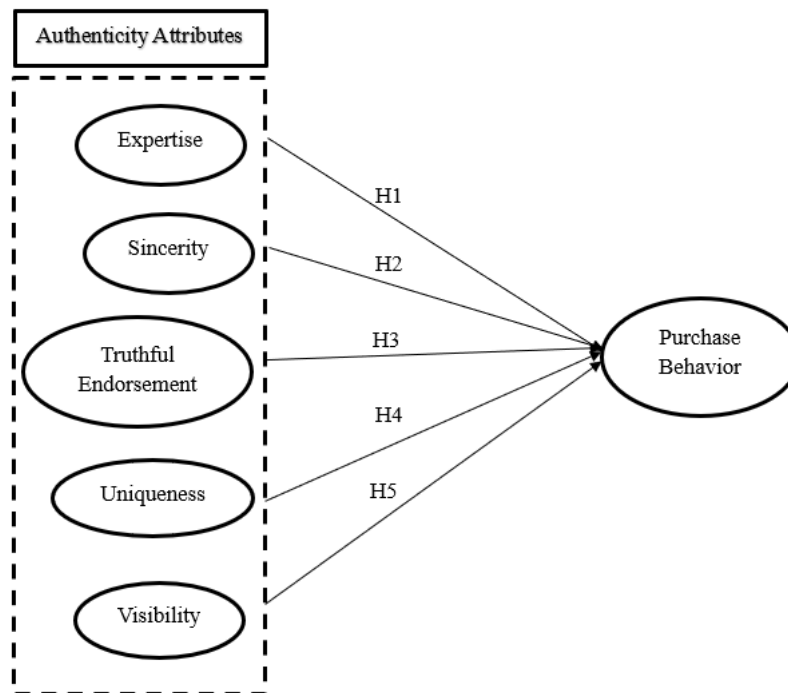 Authenticity Attributes
Expertise
H1
Sincerity
H2
Truthful
Endorsement
H3
Purchase
Behavior
Uniqueness
H4
H5
Visibility